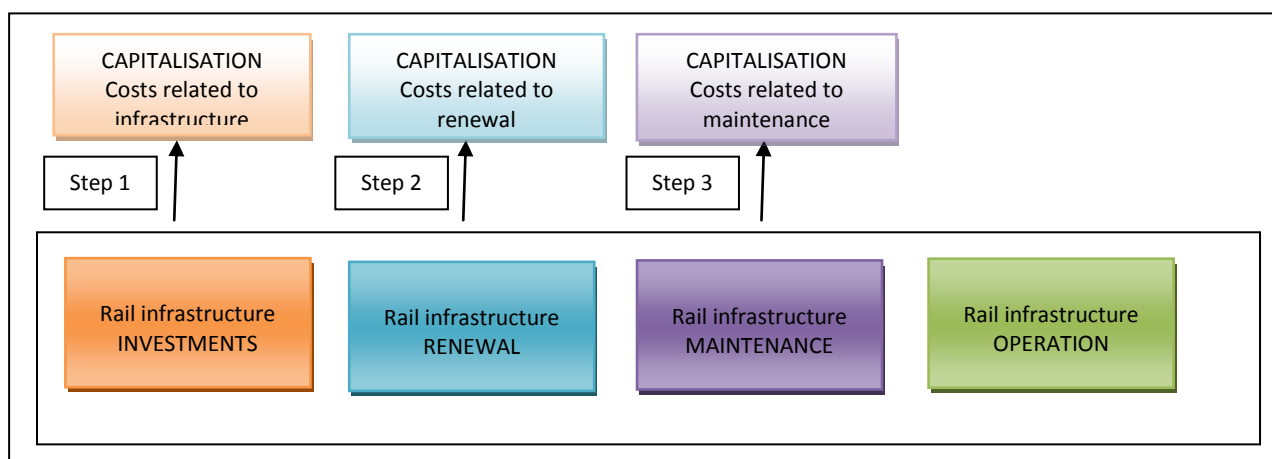 CAPITALISATION
Costs related to
infrastructure
CAPITALISATION
Costs related to
renewal
CAPITALISATION
Costs related to
maintenance
Step 1
Step 2
Step 3
Rail infrastructure
INVESTMENTS
Rail infrastructure
RENEWAL
Rail infrastructure
MAINTENANCE
Rail infrastructure
OPERATION